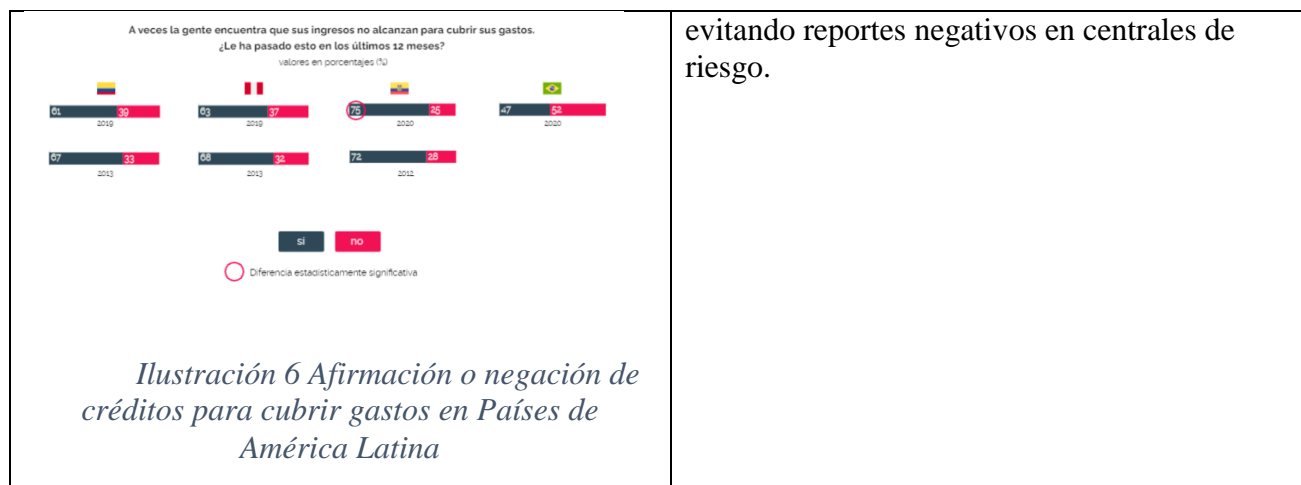 A veces la gente encuentra que sus ingresos no alcanzan para cubrir sus gastos.
¿Le ha pasado esto en los últimos 12 meses?
valores en porcentajes (%)
61 39
2019
63 37
2019
75 25
2020
47 52
2020
67 33
2013
68 32
2013
72 28
2012
si no
Diferencia estadísticamente significativa
Ilustración 6 Afirmación o negación de
créditos para cubrir gastos en Países de
América Latina
evitando reportes negativos en centrales de
riesgo.